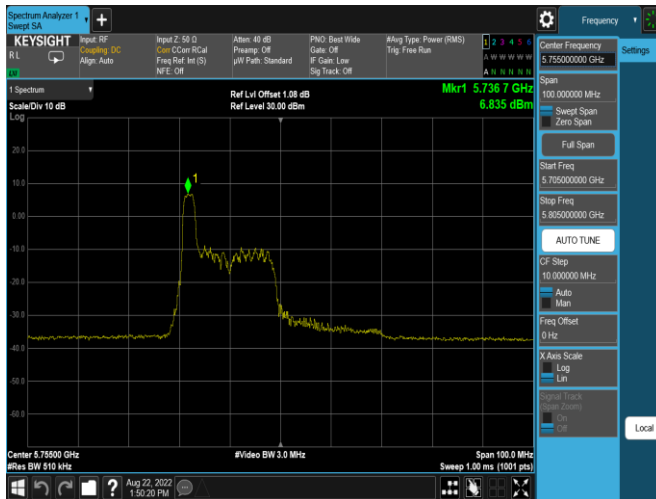 Spectrum Analyzer 1
Swept SA
Frequency
KEYSIGHT
R L
Input: RF
Coupling: DC
Align: Auto
Input Z: 50 Ω
Corr CCorr RCal
Freq Ref: Int (S)
NFE: Off
Atten: 40 dB
Preamp: Off
µW Path: Standard
PNO: Best Wide
Gate: Off
IF Gain: Low
Sig Track: Off
#Avg Type: Power (RMS)
Trig: Free Run
1 2 3 4 5 6
A W W W W W
A N N N N N
1 Spectrum
Scale/Div 10 dB
Log
Ref Lvl Offset 1.08 dB
Ref Level 30.00 dBm
Mkr1 5.736 7 GHz
6.835 dBm
20.0
10.0
0.00
-10.0
-20.0
-30.0
-40.0
-50.0
-60.0
1
Center 5.75500 GHz
#Res BW 510 kHz
#Video BW 3.0 MHz
Span 100.0 MHz
Sweep 1.00 ms (1001 pts)
Aug 22, 2022
1:50:20 PM
Center Frequency
5.755000000 GHz
Settings
Span
100.000000 MHz
Swept Span
Zero Span
Full Span
Start Freq
5.705000000 GHz
Stop Freq
5.805000000 GHz
AUTO TUNE
CF Step
10.000000 MHz
Auto
Man
Freq Offset
0 Hz
X Axis Scale
Log
Lin
Signal Track
(Span Zoom)
On
Off
Local